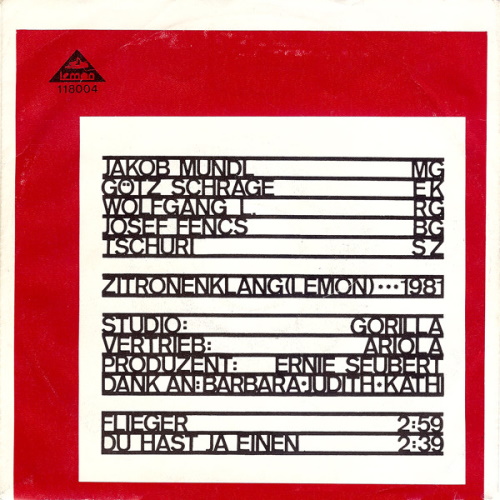 Lemon
118004
JAKOB MUNDL MG
GÖTZ SCHRAGE EK
WOLFGANG L. RG
JOSEF FENCS BG
TSCHURI SZ
ZITRONENKLANG(LEMON)•••1981
STUDIO: GORILLA
VERTRIEB: ARIOLA
PRODUZENT: ERNIE SEUBERT
DANK AN: BARBARA•JUDITH•KATHI
FLIEGER 2:59
DU HAST JA EINEN 2:39